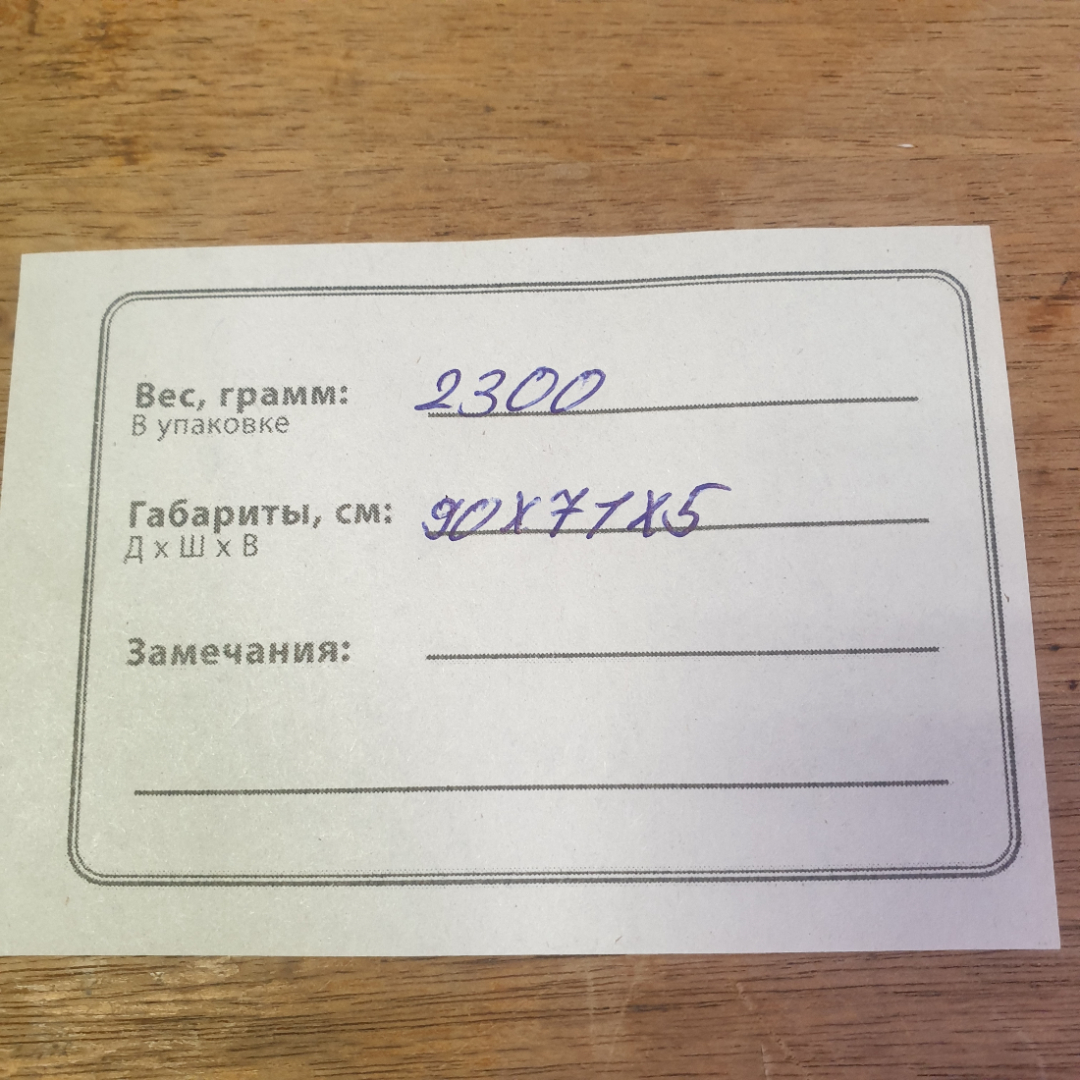 Вес, грамм: 2300
В упаковке
Габариты, см: 90х71х5
Д х Ш х В
Замечания: